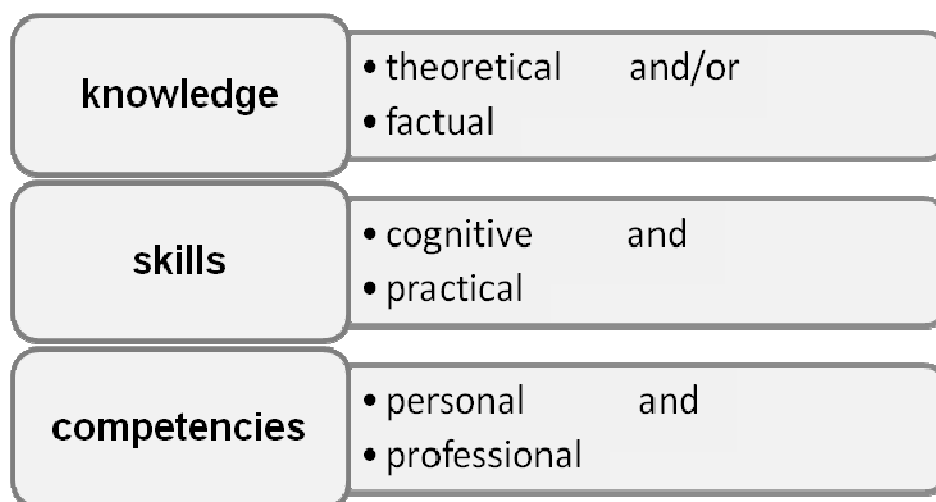 knowledge
• theoretical and/or
• factual
skills
• cognitive and
• practical
competencies
• personal and
• professional